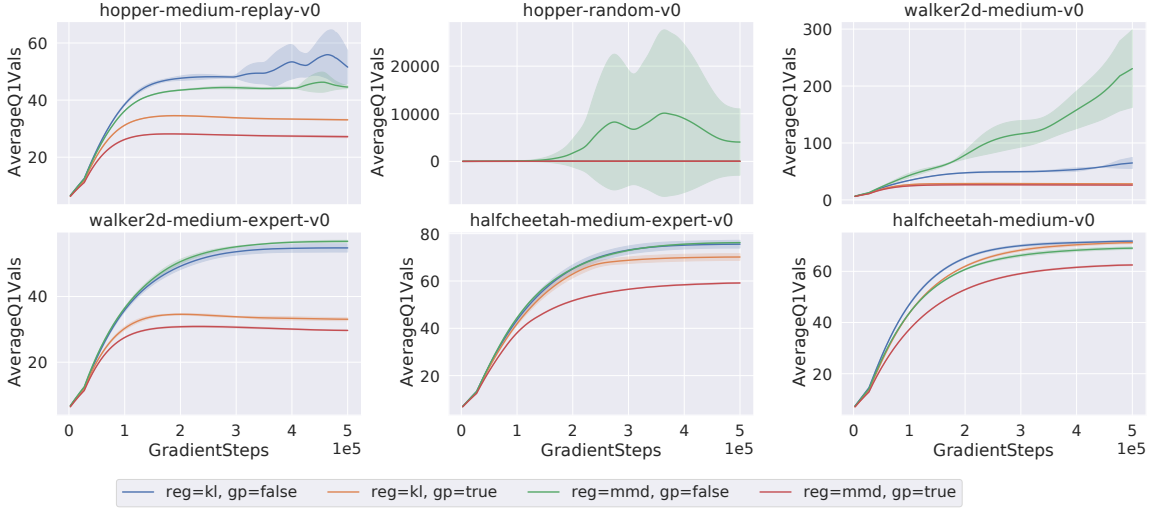 hopper-medium-replay-v0
hopper-random-v0
walker2d-medium-v0
AverageQ1Vals
60
40
20
AverageQ1Vals
20000
10000
0
AverageQ1Vals
300
200
100
50
0
walker2d-medium-expert-v0
halfcheetah-medium-expert-v0
halfcheetah-medium-v0
AverageQ1Vals
40
20
0 1 2 3 4 5
1e5
GradientSteps
AverageQ1Vals
80
60
40
20
0 1 2 3 4 5
1e5
GradientSteps
AverageQ1Vals
60
40
20
0 1 2 3 4 5
1e5
GradientSteps
reg=kl, gp=false reg=kl, gp=true reg=mmd, gp=false reg=mmd, gp=true